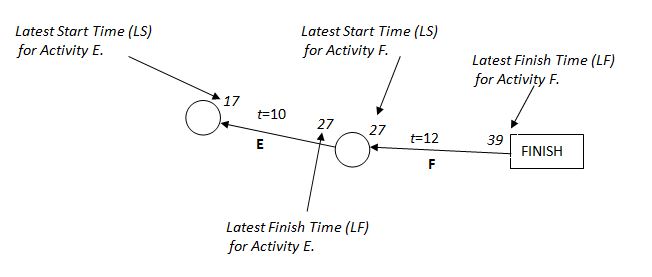 Latest Start Time (LS)
for Activity E.
Latest Start Time (LS)
for Activity F.
Latest Finish Time (LF)
for Activity F.
17
t=10
27
27
t=12
39
FINISH
E
F
Latest Finish Time (LF)
for Activity E.